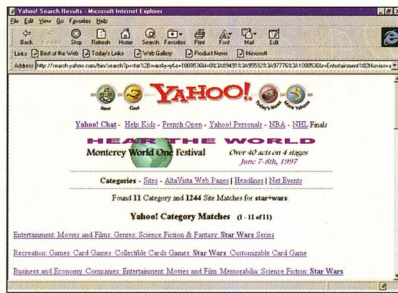 Yahoo! Search Results - Microsoft Internet Explorer
File Edit View Go Favorites Help
Back Stop Refresh Home Search Favorites Print Font Mail Edit
Links Best of the Web Today's Links Web Gallery Product News Microsoft
Address
New Cool YAHOO! Today's News More Yahoos
Yahoo! Chat - Help Kids - French Open - Yahoo! Personals - NBA - NHL Finals
HEAR THE WORLD
Monterey World One Festival Over 40 acts on 4 stages
June 7-8th, 1997
Categories - Sites - AltaVista Web Pages | Headlines | Net Events
Found 11 Category and 1244 Site Matches for star+wars.
Yahoo! Category Matches (1 - 11 of 11)
Entertainment: Movies and Films: Genres: Science Fiction & Fantasy: Star Wars Series
Recreation: Games: Card Games: Collectible Cards Games: Star Wars: Customizable Card Game
Business and Economy: Companies: Entertainment: Movies and Film: Memorabilia: Science Fiction: Star Wars